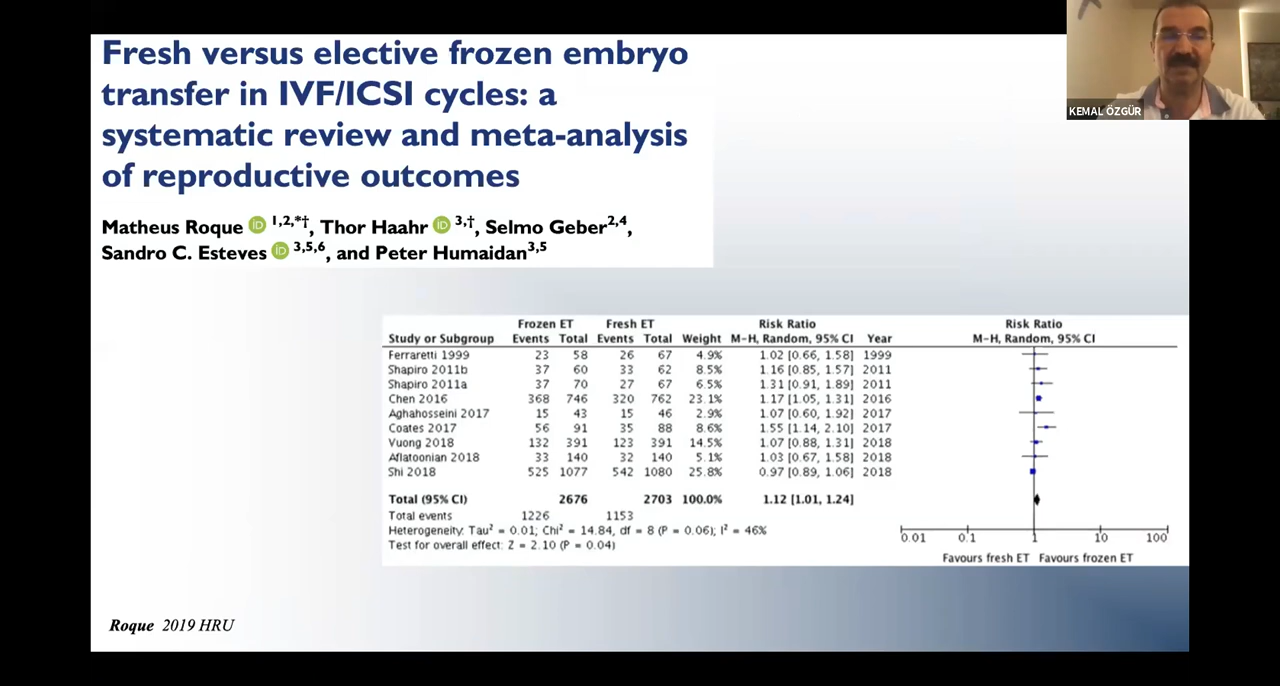 Fresh versus elective frozen embryo
transfer in IVF/ICSI cycles: a
systematic review and meta-analysis
of reproductive outcomes
Matheus Roque iD 1,2,*†, Thor Haahr iD 3,†, Selmo Geber2,4,
Sandro C. Esteves iD 3,5,6, and Peter Humaidan3,5
KEMAL ÖZGÜR
Frozen ET Fresh ET Risk Ratio Risk Ratio
Study or Subgroup Events Total Events Total Weight M-H, Random, 95% CI Year M-H, Random, 95% CI
Ferraretti 1999 23 58 26 67 4.9% 1.02 [0.66, 1.58] 1999
Shapiro 2011b 37 60 33 62 8.5% 1.16 [0.85, 1.57] 2011
Shapiro 2011a 37 70 27 67 6.5% 1.31 [0.91, 1.89] 2011
Chen 2016 368 746 320 762 23.1% 1.17 [1.05, 1.31] 2016
Aghahosseini 2017 15 43 15 46 2.9% 1.07 [0.60, 1.92] 2017
Coates 2017 56 91 35 88 8.6% 1.55 [1.14, 2.10] 2017
Vuong 2018 132 391 123 391 14.5% 1.07 [0.88, 1.31] 2018
Aflatoonian 2018 33 140 32 140 5.1% 1.03 [0.67, 1.58] 2018
Shi 2018 525 1077 542 1080 25.8% 0.97 [0.89, 1.06] 2018
Total (95% CI) 2676 2703 100.0% 1.12 [1.01, 1.24]
Total events 1226 1153
Heterogeneity: Tau² = 0.01; Chi² = 14.84, df = 8 (P = 0.06); I² = 46%
Test for overall effect: Z = 2.10 (P = 0.04)
0.01 0.1 1 10 100
Favours fresh ET Favours frozen ET
Roque 2019 HRU